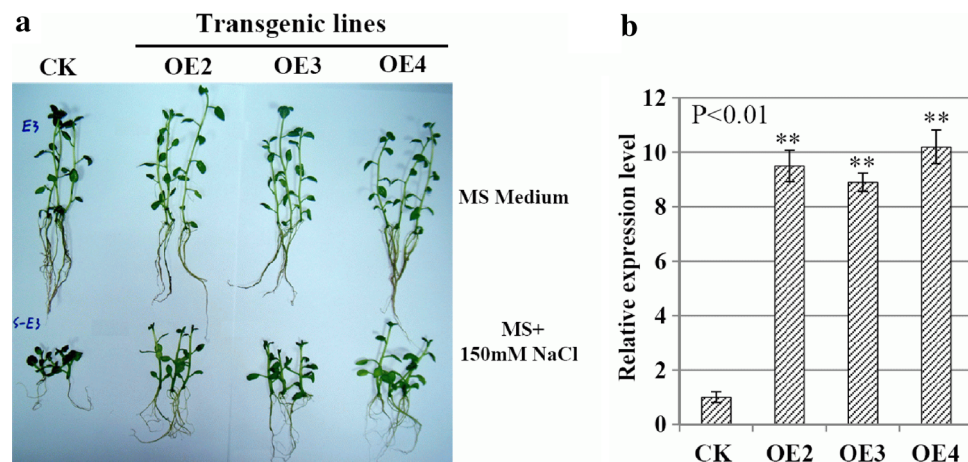 a
Transgenic lines
CK
OE2
OE3
OE4
E3
MS Medium
S-E3
MS+
150mM NaCl
b
Relative expression level
12
10
8
6
4
2
0
P<0.01
**
**
**
CK
OE2
OE3
OE4